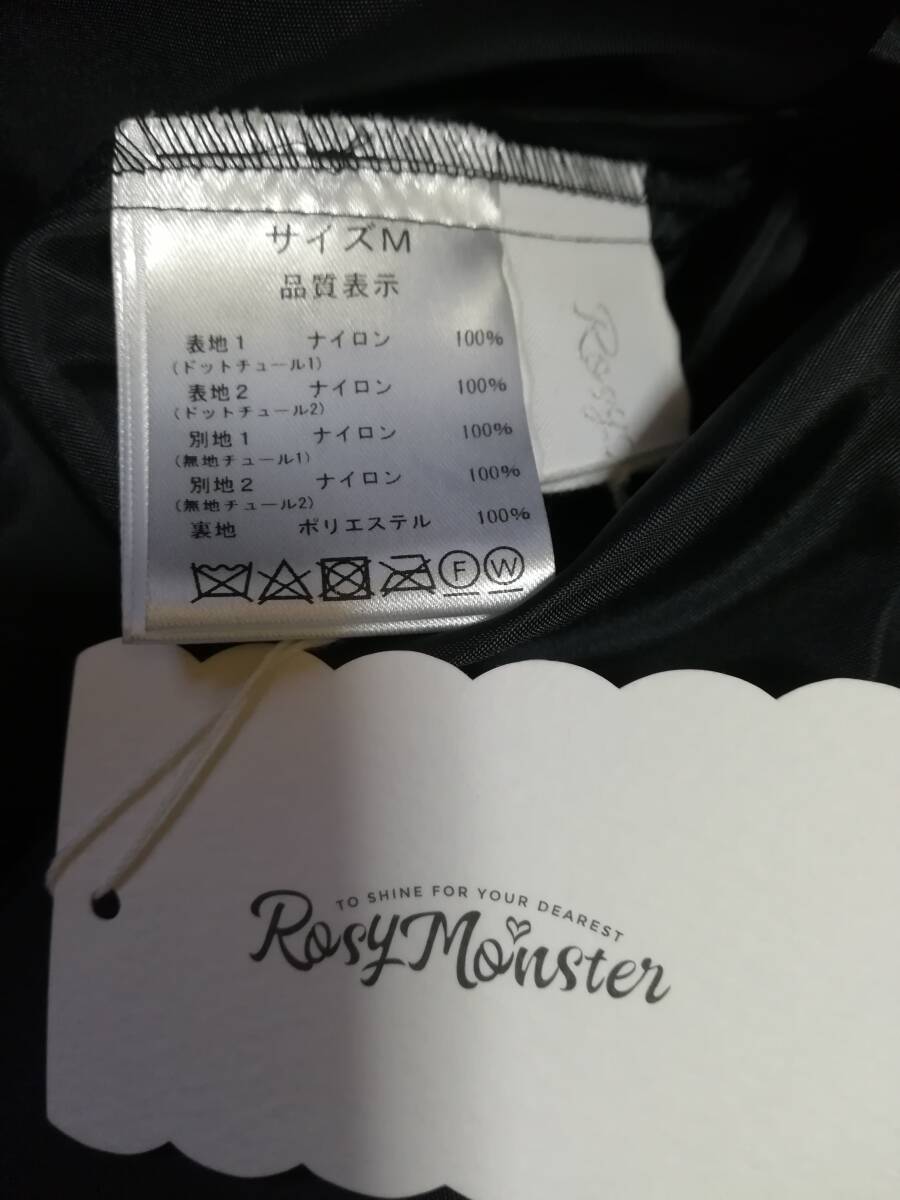 サイズM
品質表示
表地1 ナイロン 100%
(ドットチュール1)
表地2 ナイロン 100%
(ドットチュール2)
別地1 ナイロン 100%
(無地チュール1)
別地2 ナイロン 100%
(無地チュール2)
裏地 ポリエステル 100%
F W
Rosy
TO SHINE FOR YOUR DEAREST
RosyMonster